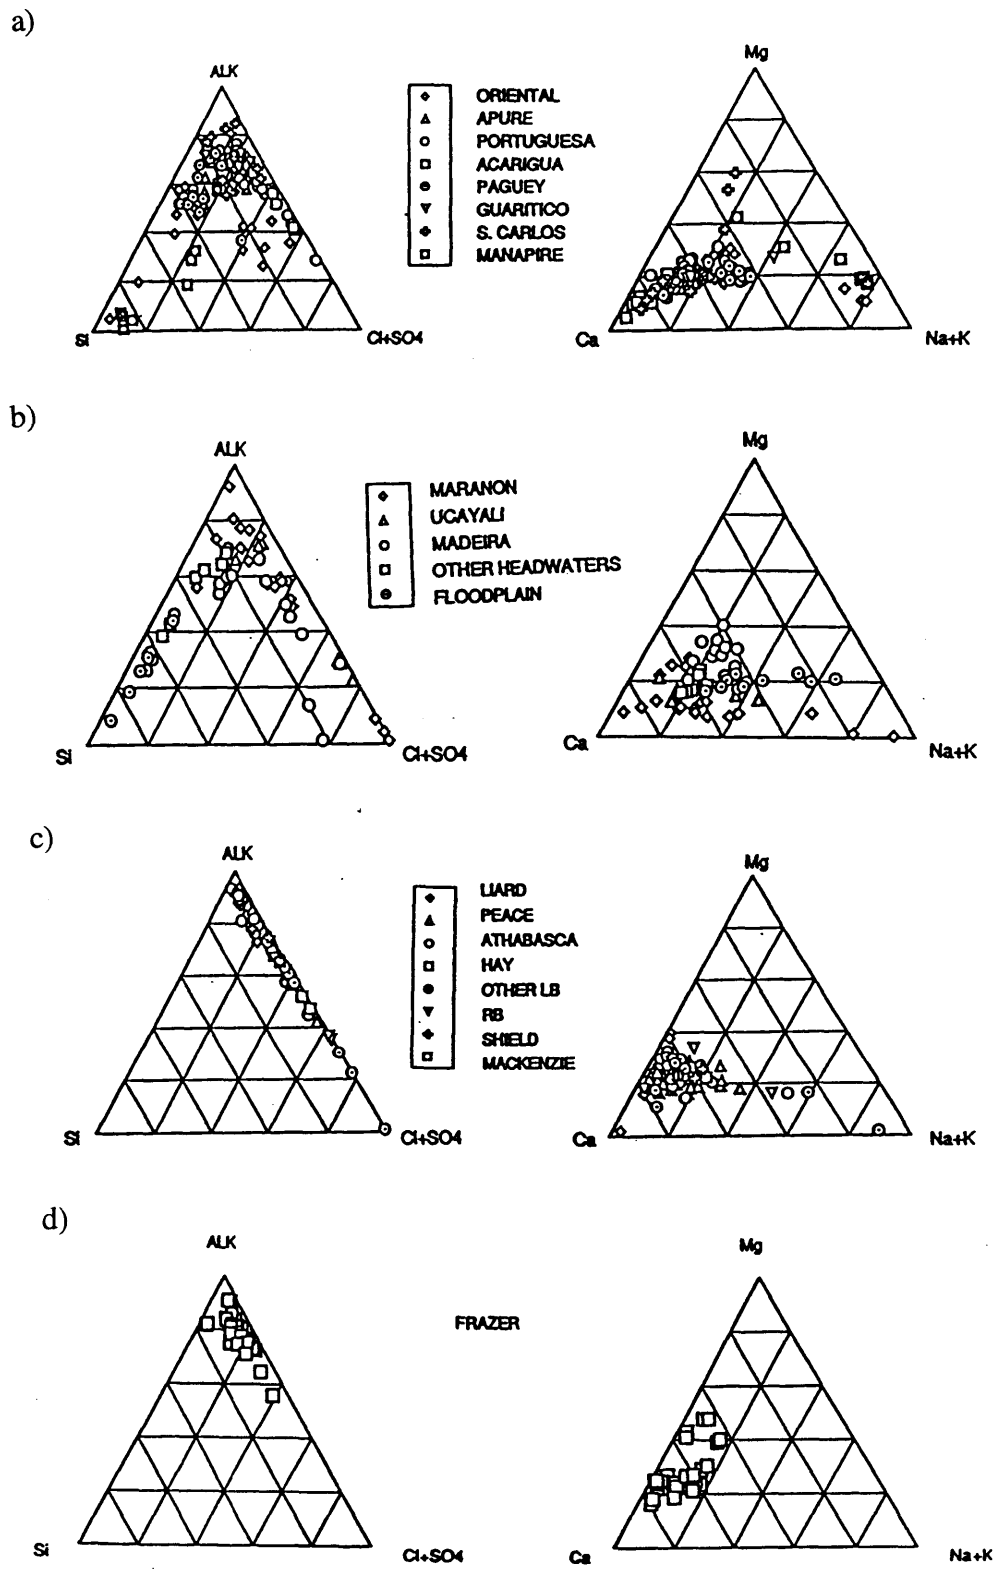 a)
ALK
Si
Cl+SO4
ORIENTAL
APURE
PORTUGUESA
ACARIGUA
PAGUEY
GUARITICO
S. CARLOS
MANAPIRE
Mg
Ca
Na+K
b)
ALK
Si
Cl+SO4
MARANON
UCAYALI
MADEIRA
OTHER HEADWATERS
FLOODPLAIN
Mg
Ca
Na+K
c)
ALK
Si
Cl+SO4
LIARD
PEACE
ATHABASCA
HAY
OTHER LB
RB
SHIELD
MACKENZIE
Mg
Ca
Na+K
d)
ALK
Si
Cl+SO4
FRAZER
Mg
Ca
Na+K